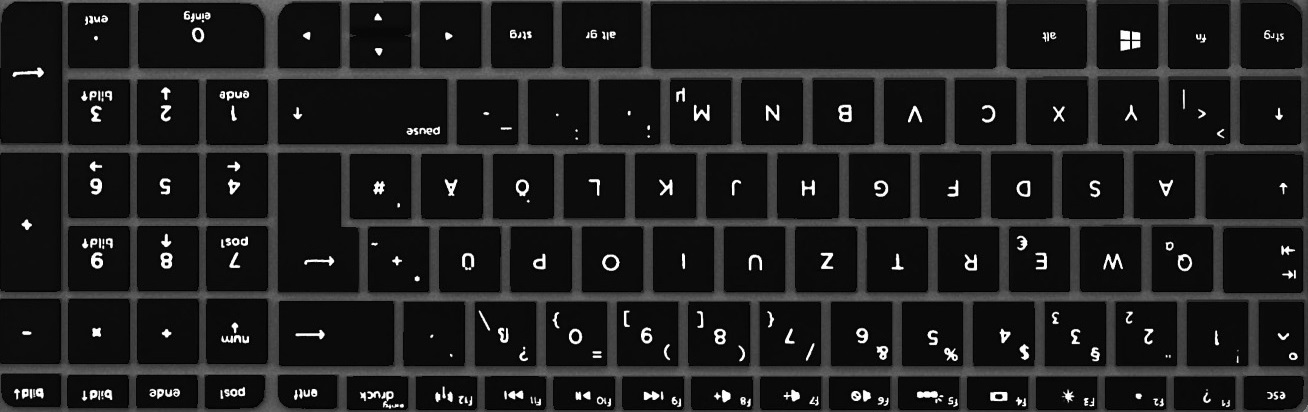 esc F1 ? F2 F3 F4 F5 F6 F7 F8 F9 F10 F11 F12 druck entf pos1 ende bild↑ bild↓
° ^ ! 1 " 2 ² § 3 ³ $ 4 % 5 & 6 / 7 { ( 8 [ ) 9 ] = 0 } ? ß \ ← num
Q @ W E € R T Z U I O P Ü + ~ 7 pos1 8 ↑ 9 bild↑ +
A S D F G H J K L Ö Ä # ' 4 ← 5 6 →
> < | Y X C V B N M µ ; , : . _ - pause 1 ende 2 ↓ 3 bild↓
strg fn alt alt gr strg 0 einfg . entf